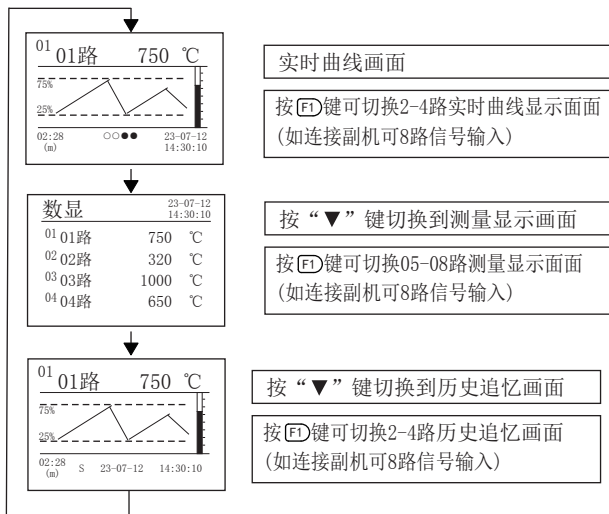 01 01路 750 ℃
75%
25%
02:28 ○○●● 23-07-12
(m) 14:30:10
实时曲线画面
按F1键可切换2-4路实时曲线显示面面
(如连接副机可8路信号输入)
数显 23-07-12
14:30:10
01 01路 750 ℃
02 02路 320 ℃
03 03路 1000 ℃
04 04路 650 ℃
按“▼”键切换到测量显示画面
按F1键可切换05-08路测量显示面面
(如连接副机可8路信号输入)
01 01路 750 ℃
75%
25%
02:28 S 23-07-12 14:30:10
(m)
按“▼”键切换到历史追忆画面
按F1键可切换2-4路历史追忆画面
(如连接副机可8路信号输入)